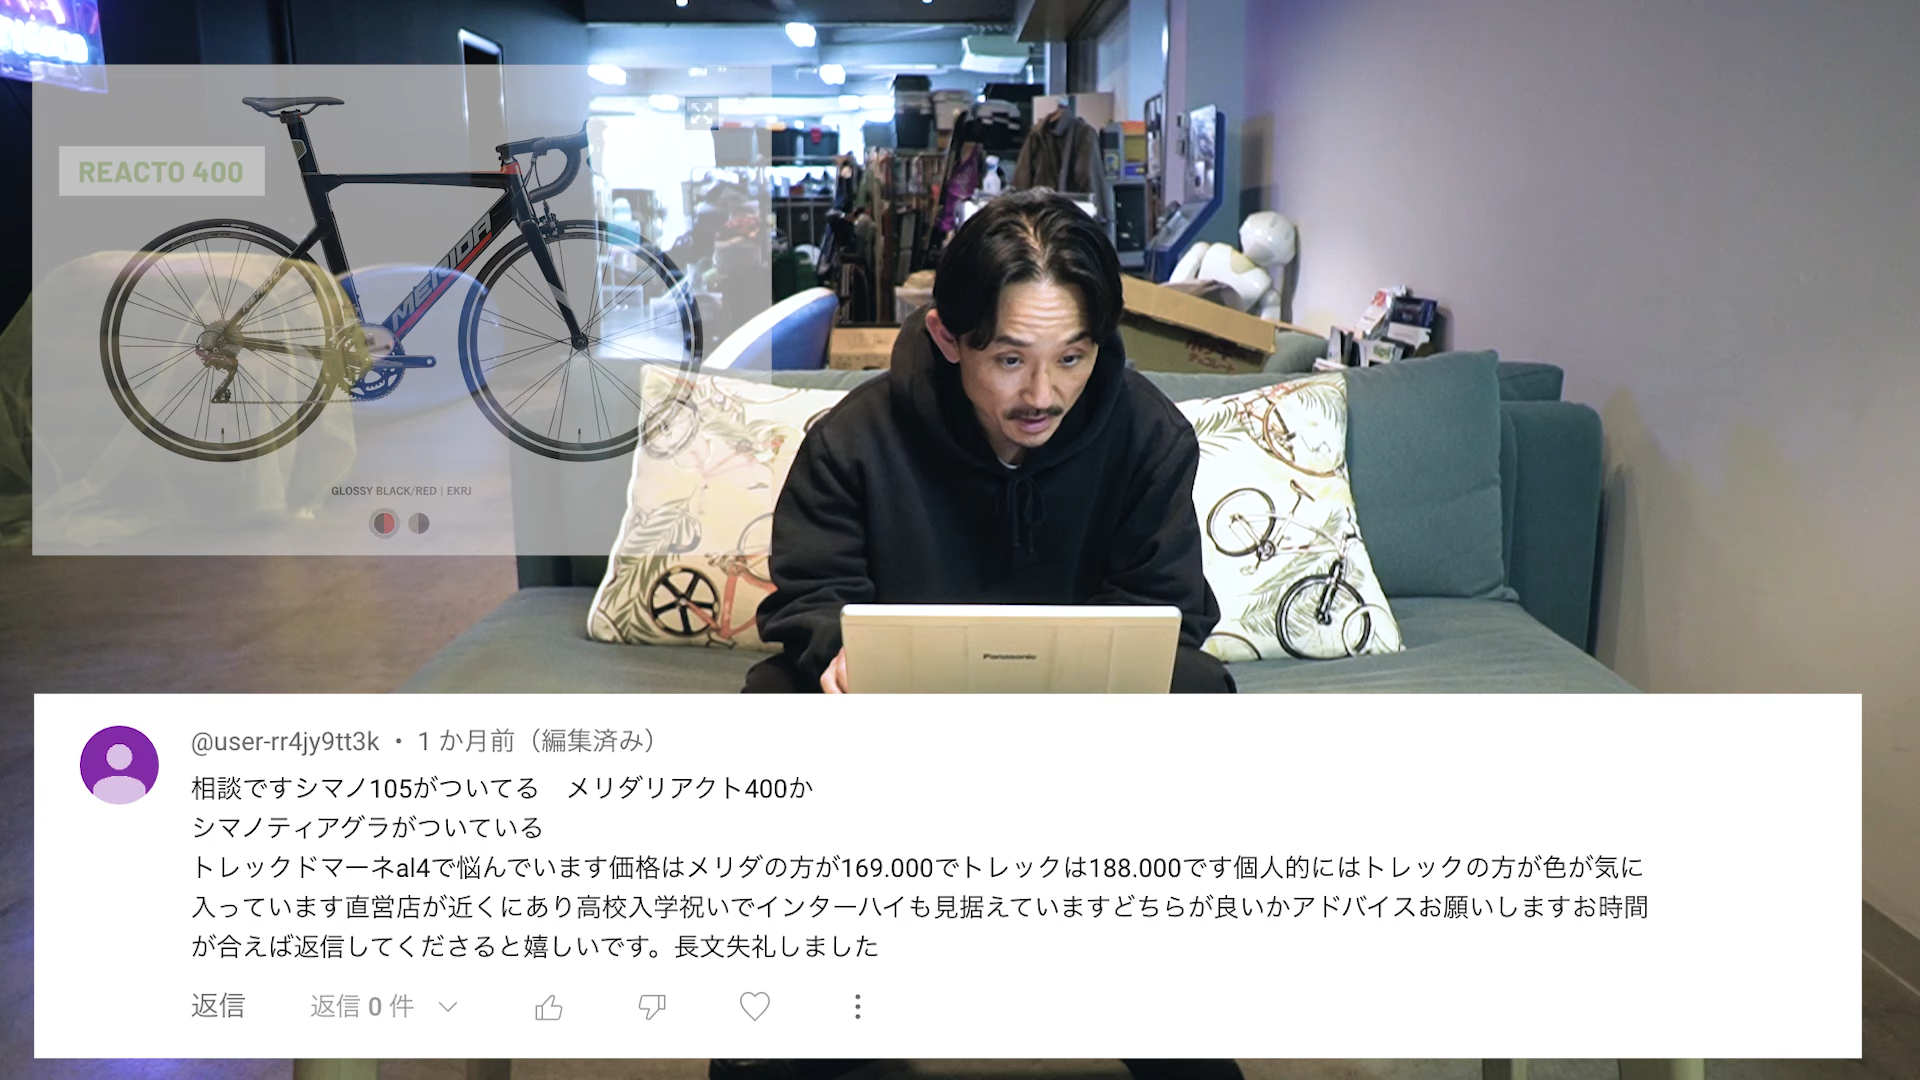 REACTO 400
MERIDA
REACTO
GLOSSY BLACK/RED | EKRJ
Panasonic
@user-rr4jy9tt3k ・ 1 か月前（編集済み）
相談ですシマノ105がついてる　メリダリアクト400か
シマノティアグラがついている
トレックドマーネal4で悩んでいます価格はメリダの方が169.000でトレックは188.000です個人的にはトレックの方が色が気に
入っています直営店が近くにあり高校入学祝いでインターハイも見据えていますどちらが良いかアドバイスお願いしますお時間
が合えば返信してくださると嬉しいです。長文失礼しました
返信　返信 0 件